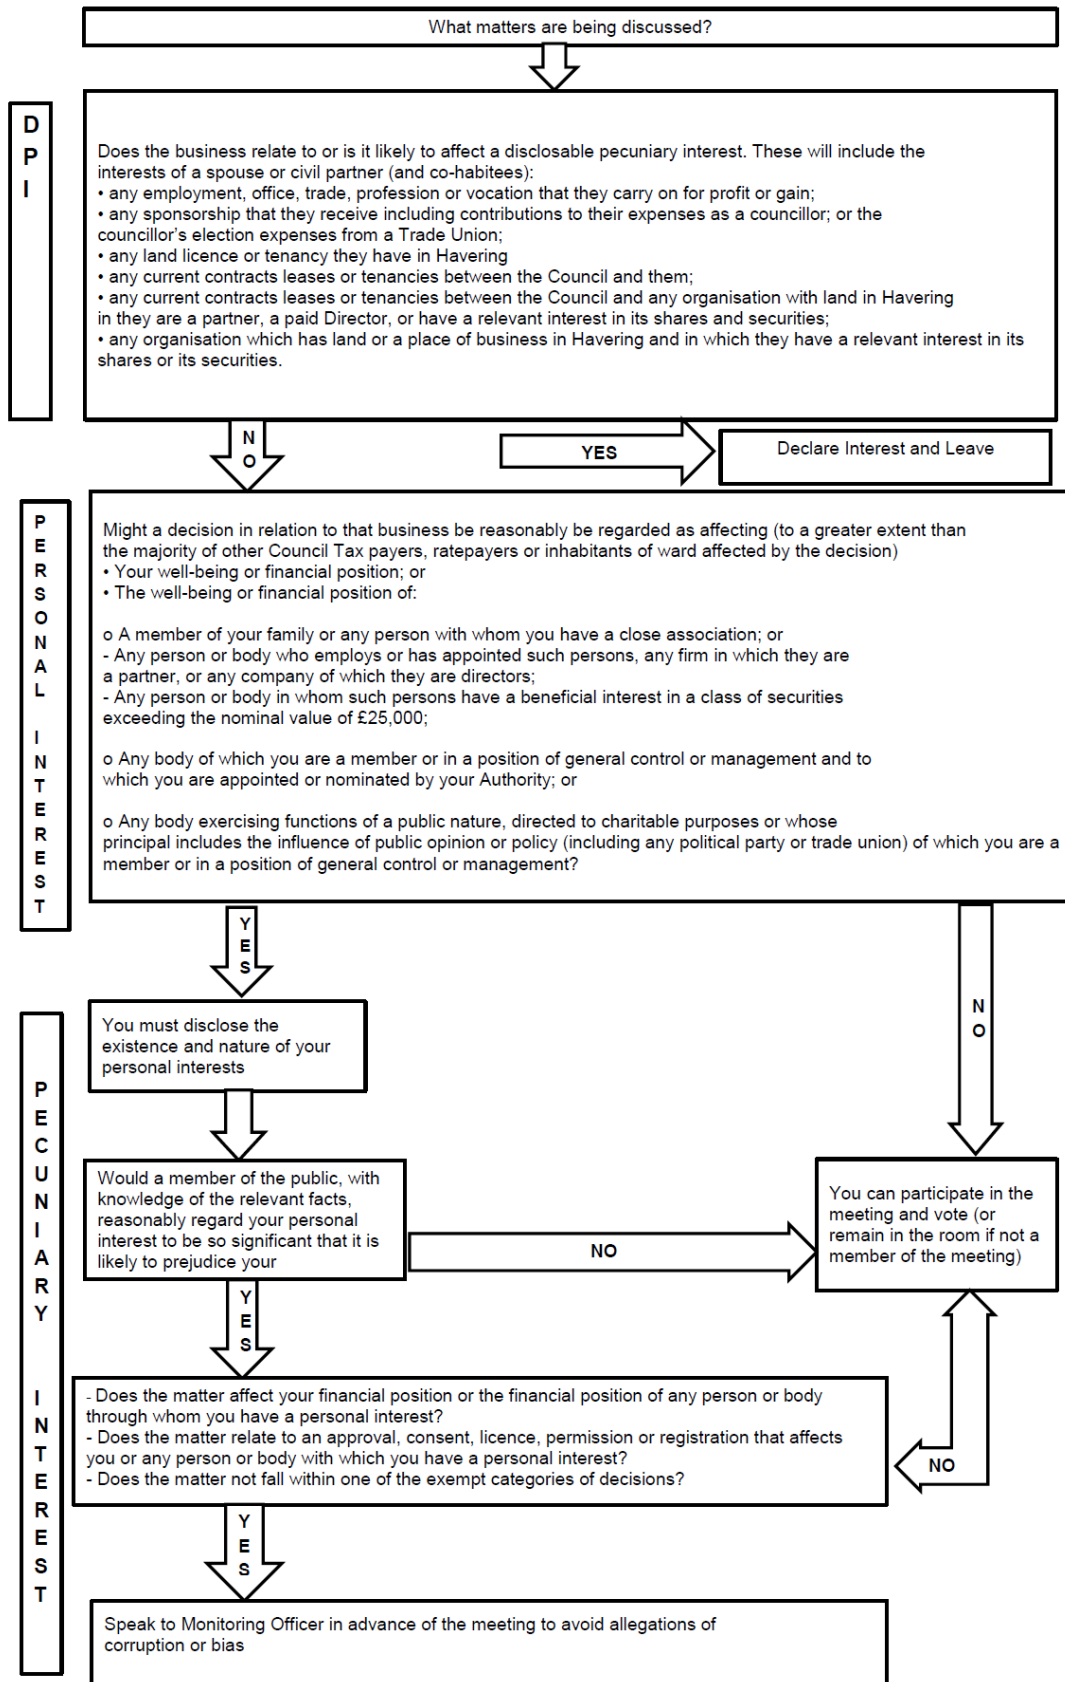 What matters are being discussed?
D
P
I
Does the business relate to or is it likely to affect a disclosable pecuniary interest. These will include the
interests of a spouse or civil partner (and co-habitees):
• any employment, office, trade, profession or vocation that they carry on for profit or gain;
• any sponsorship that they receive including contributions to their expenses as a councillor; or the
councillor's election expenses from a Trade Union;
• any land licence or tenancy they have in Havering
• any current contracts leases or tenancies between the Council and them;
• any current contracts leases or tenancies between the Council and any organisation with land in Havering
in they are a partner, a paid Director, or have a relevant interest in its shares and securities;
• any organisation which has land or a place of business in Havering and in which they have a relevant interest in its
shares or its securities.
N
O
YES
Declare Interest and Leave
P
E
R
S
O
N
A
L
I
N
T
E
R
E
S
T
Might a decision in relation to that business be reasonably be regarded as affecting (to a greater extent than
the majority of other Council Tax payers, ratepayers or inhabitants of ward affected by the decision)
• Your well-being or financial position; or
• The well-being or financial position of:
o A member of your family or any person with whom you have a close association; or
- Any person or body who employs or has appointed such persons, any firm in which they are
a partner, or any company of which they are directors;
- Any person or body in whom such persons have a beneficial interest in a class of securities
exceeding the nominal value of £25,000;
o Any body of which you are a member or in a position of general control or management and to
which you are appointed or nominated by your Authority; or
o Any body exercising functions of a public nature, directed to charitable purposes or whose
principal includes the influence of public opinion or policy (including any political party or trade union) of which you are a
member or in a position of general control or management?
Y
E
S
N
O
P
E
C
U
N
I
A
R
Y
I
N
T
E
R
E
S
T
You must disclose the
existence and nature of your
personal interests
Would a member of the public, with
knowledge of the relevant facts,
reasonably regard your personal
interest to be so significant that it is
likely to prejudice your
NO
You can participate in the
meeting and vote (or
remain in the room if not a
member of the meeting)
Y
E
S
- Does the matter affect your financial position or the financial position of any person or body
through whom you have a personal interest?
- Does the matter relate to an approval, consent, licence, permission or registration that affects
you or any person or body with which you have a personal interest?
- Does the matter not fall within one of the exempt categories of decisions?
NO
Y
E
S
Speak to Monitoring Officer in advance of the meeting to avoid allegations of
corruption or bias